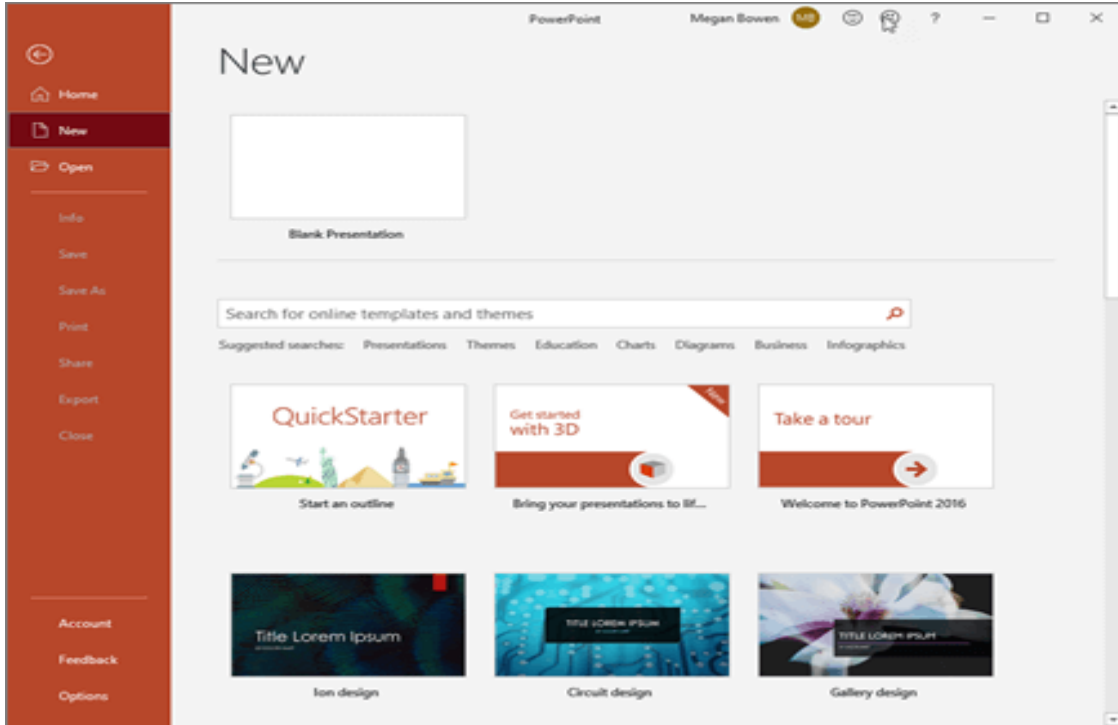 PowerPoint
Megan Bowen MB ?
New
Home
New
Open
Info
Save
Save As
Print
Share
Export
Close
Account
Feedback
Options
Blank Presentation
Search for online templates and themes
Suggested searches: Presentations Themes Education Charts Diagrams Business Infographics
QuickStarter
Start an outline
New
Get started
with 3D
Bring your presentations to lif...
Take a tour
Welcome to PowerPoint 2016
Title Lorem Ipsum
Ion design
TITLE LOREM IPSUM
Circuit design
TITLE LOREM IPSUM
Gallery design